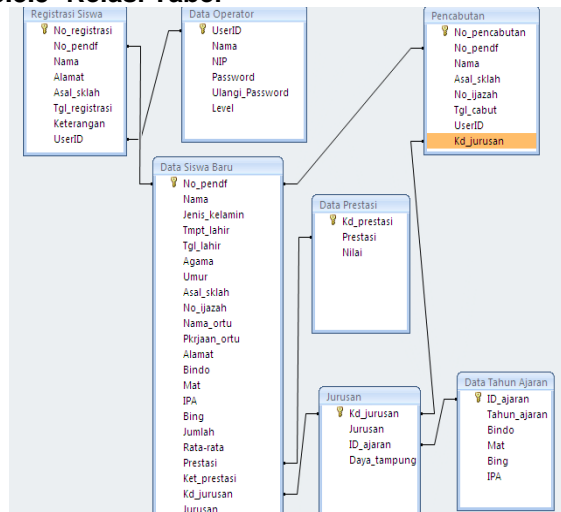 Relasi Tabel
Registrasi Siswa
No_registrasi
No_pendf
Nama
Alamat
Asal_sklah
Tgl_registrasi
Keterangan
UserID
Data Operator
UserID
Nama
NIP
Password
Ulangi_Password
Level
Pencabutan
No_pencabutan
No_pendf
Nama
Asal_sklah
No_ijazah
Tgl_cabut
UserID
Kd_jurusan
Data Siswa Baru
No_pendf
Nama
Jenis_kelamin
Tmpt_lahir
Tgl_lahir
Agama
Umur
Asal_sklah
No_ijazah
Nama_ortu
Pkrjaan_ortu
Alamat
Bindo
Mat
IPA
Bing
Jumlah
Rata-rata
Prestasi
Ket_prestasi
Kd_jurusan
Jurusan
Data Prestasi
Kd_prestasi
Prestasi
Nilai
Jurusan
Kd_jurusan
Jurusan
ID_ajaran
Daya_tampung
Data Tahun Ajaran
ID_ajaran
Tahun_ajaran
Bindo
Mat
Bing
IPA